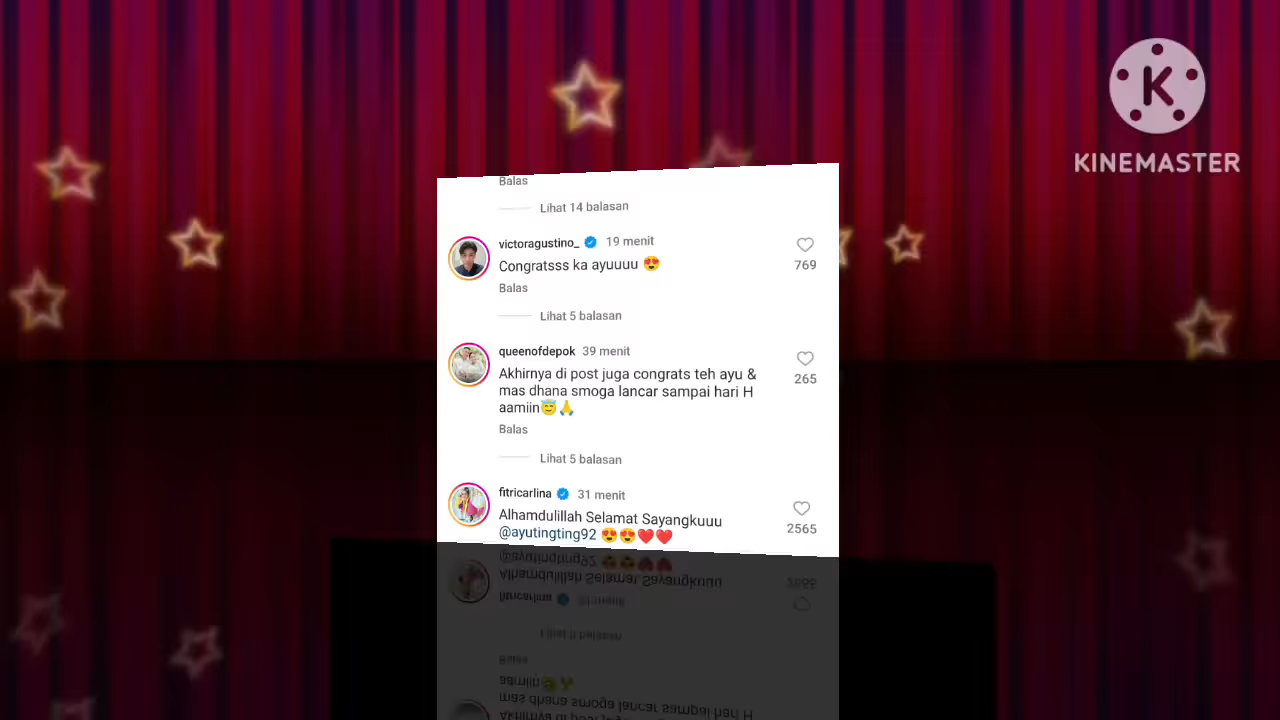 KINEMASTER
Balas
Lihat 14 balasan
victoragustino_ 19 menit
Congratsss ka ayuuuu 😍
769
Balas
Lihat 5 balasan
queenofdepok 39 menit
Akhirnya di post juga congrats teh ayu &
mas dhana smoga lancar sampai hari H
aamiin😇🙏
265
Balas
Lihat 5 balasan
fitricarlina 31 menit
Alhamdulillah Selamat Sayangkuuu
@ayutingting92 😍😍❤️❤️
2565